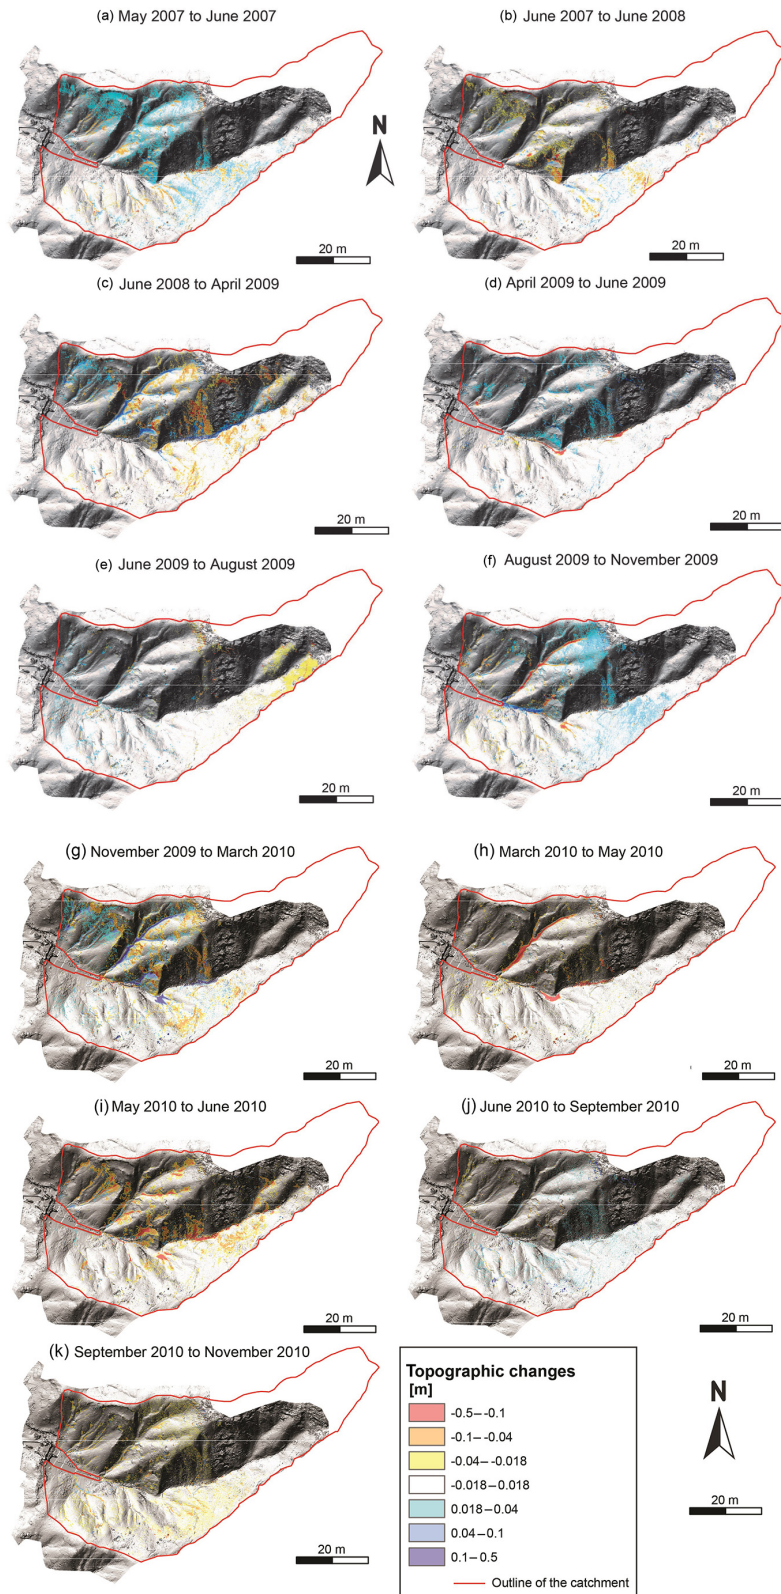 (a) May 2007 to June 2007
(b) June 2007 to June 2008
N
20 m
20 m
(c) June 2008 to April 2009
(d) April 2009 to June 2009
20 m
20 m
(e) June 2009 to August 2009
(f) August 2009 to November 2009
20 m
20 m
(g) November 2009 to March 2010
(h) March 2010 to May 2010
20 m
20 m
(i) May 2010 to June 2010
(j) June 2010 to September 2010
20 m
20 m
(k) September 2010 to November 2010
20 m
Topographic changes
[m]
-0.5–-0.1
-0.1–-0.04
-0.04–-0.018
-0.018–0.018
0.018–0.04
0.04–0.1
0.1–0.5
Outline of the catchment
N
20 m